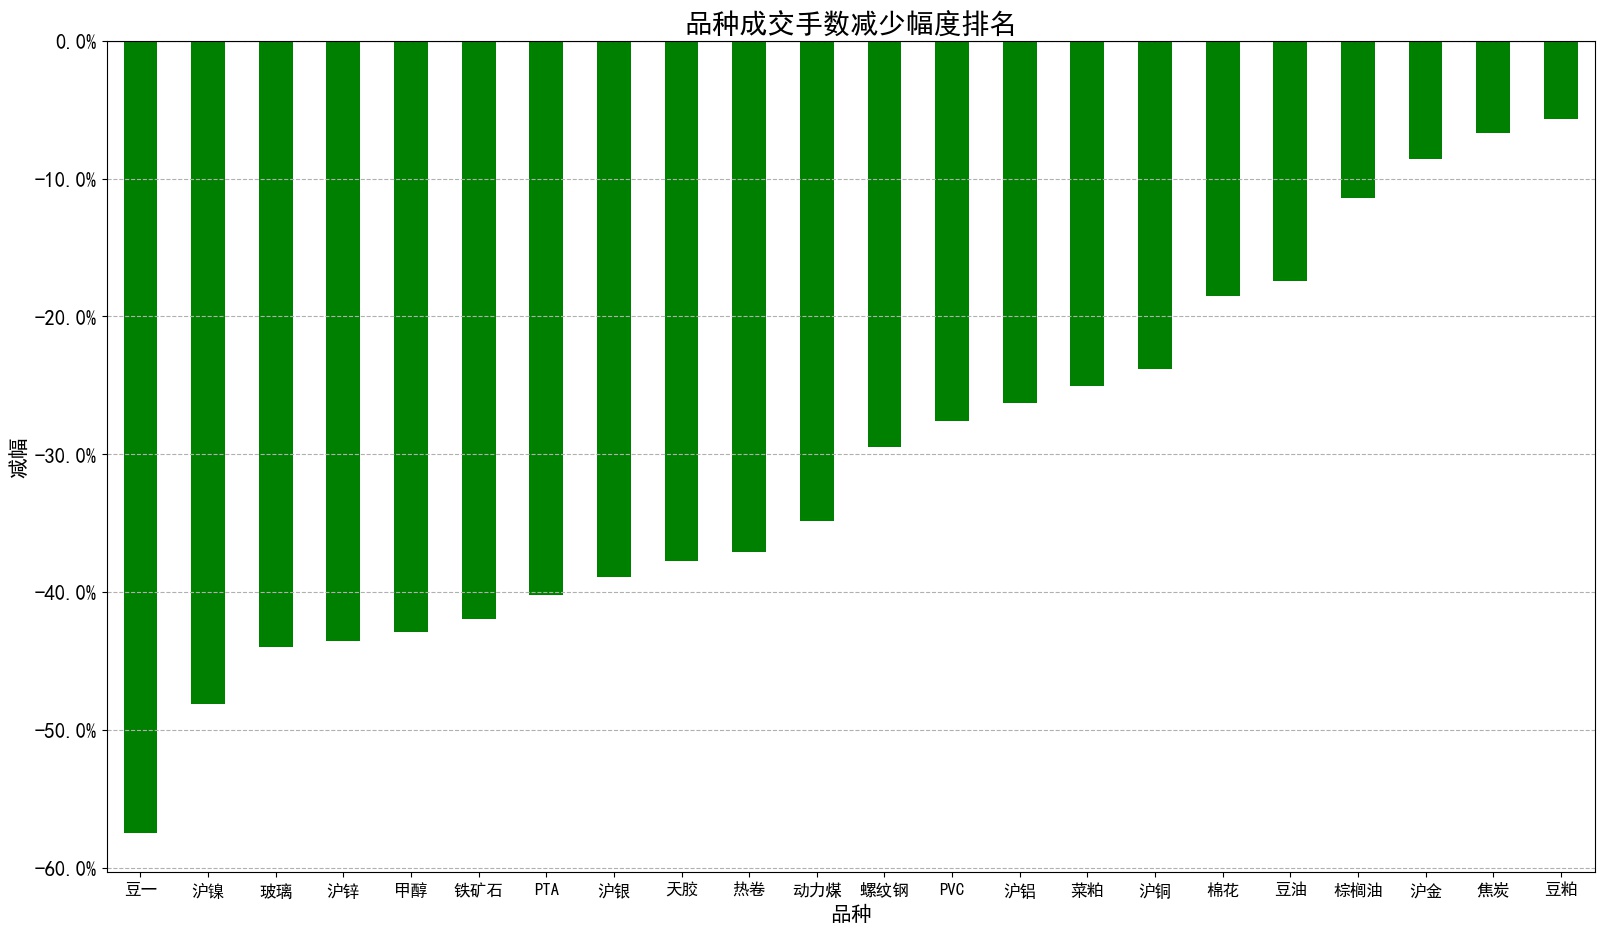 品种成交手数减少幅度排名
0.0%
−10.0%
−20.0%
−30.0%
−40.0%
−50.0%
−60.0%
减幅
豆一 沪镍 玻璃 沪锌 甲醇 铁矿石 PTA 沪银 天胶 热卷 动力煤 螺纹钢 PVC 沪铝 菜粕 沪铜 棉花 豆油 棕榈油 沪金 焦炭 豆粕
品种